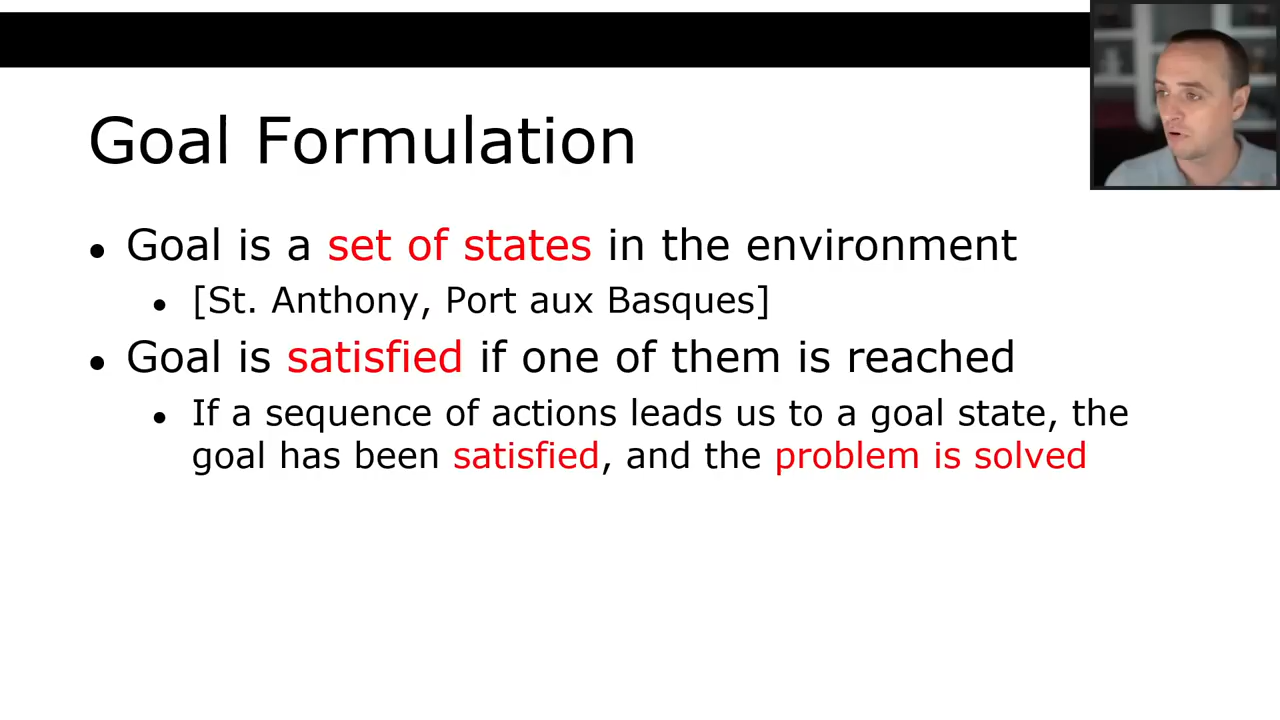 Goal Formulation
• Goal is a set of states in the environment
• [St. Anthony, Port aux Basques]
• Goal is satisfied if one of them is reached
• If a sequence of actions leads us to a goal state, the
goal has been satisfied, and the problem is solved